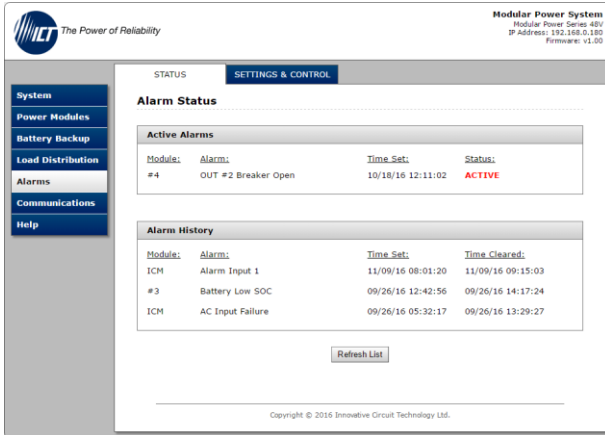 ICT The Power of Reliability
Modular Power System
Modular Power Series 48V
IP Address: 192.168.0.180
Firmware: v1.00
STATUS SETTINGS & CONTROL
System
Power Modules
Battery Backup
Load Distribution
Alarms
Communications
Help
Alarm Status
Active Alarms
Module: Alarm: Time Set: Status:
#4 OUT #2 Breaker Open 10/18/16 12:11:02 ACTIVE
Alarm History
Module: Alarm: Time Set: Time Cleared:
ICM Alarm Input 1 11/09/16 08:01:20 11/09/16 09:15:03
#3 Battery Low SOC 09/26/16 12:42:56 09/26/16 14:17:24
ICM AC Input Failure 09/26/16 05:32:17 09/26/16 13:29:27
Refresh List
Copyright © 2016 Innovative Circuit Technology Ltd.